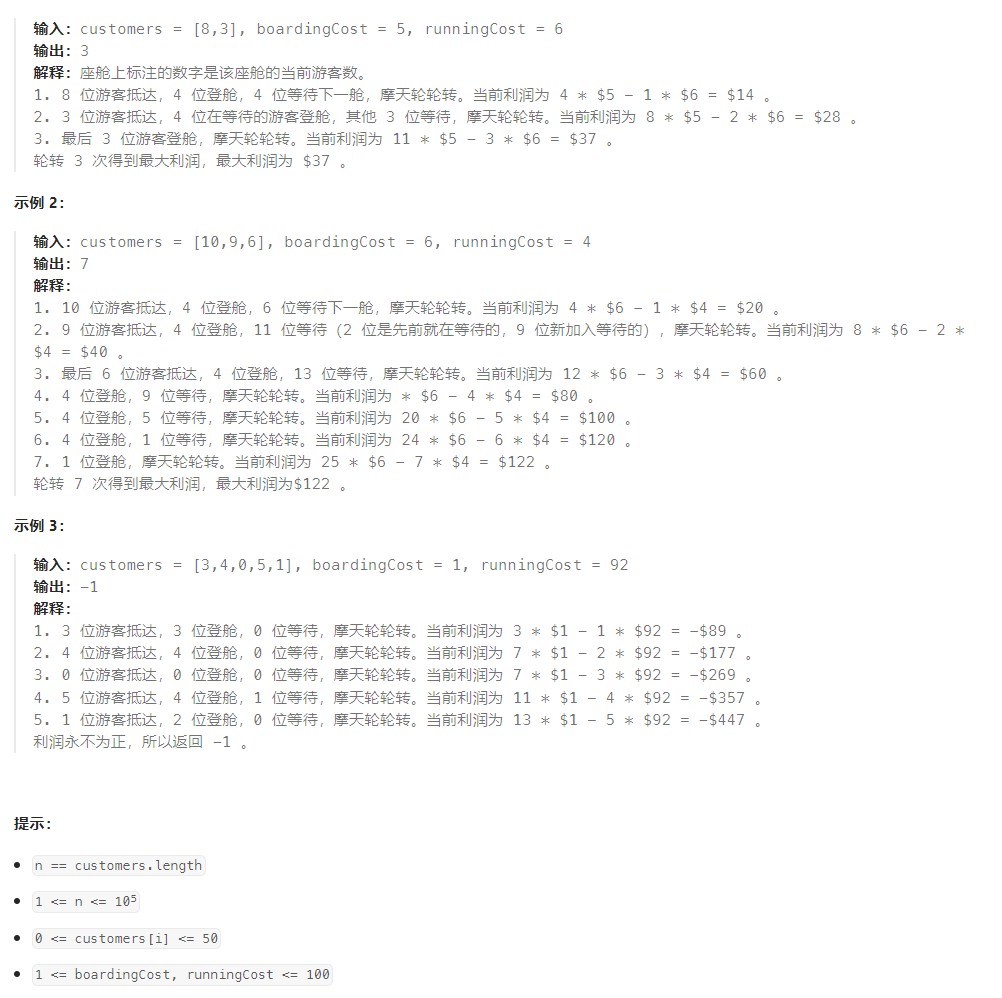 输入：customers = [8,3], boardingCost = 5, runningCost = 6
输出：3
解释：座舱上标注的数字是该座舱的当前游客数。
1. 8 位游客抵达，4 位登舱，4 位等待下一舱，摩天轮轮转。当前利润为 4 * $5 - 1 * $6 = $14 。
2. 3 位游客抵达，4 位在等待的游客登舱，其他 3 位等待，摩天轮轮转。当前利润为 8 * $5 - 2 * $6 = $28 。
3. 最后 3 位游客登舱，摩天轮轮转。当前利润为 11 * $5 - 3 * $6 = $37 。
轮转 3 次得到最大利润，最大利润为 $37 。
示例 2：
输入：customers = [10,9,6], boardingCost = 6, runningCost = 4
输出：7
解释：
1. 10 位游客抵达，4 位登舱，6 位等待下一舱，摩天轮轮转。当前利润为 4 * $6 - 1 * $4 = $20 。
2. 9 位游客抵达，4 位登舱，11 位等待（2 位是先前就在等待的，9 位新加入等待的），摩天轮轮转。当前利润为 8 * $6 - 2 *
$4 = $40 。
3. 最后 6 位游客抵达，4 位登舱，13 位等待，摩天轮轮转。当前利润为 12 * $6 - 3 * $4 = $60 。
4. 4 位登舱，9 位等待，摩天轮轮转。当前利润为 * $6 - 4 * $4 = $80 。
5. 4 位登舱，5 位等待，摩天轮轮转。当前利润为 20 * $6 - 5 * $4 = $100 。
6. 4 位登舱，1 位等待，摩天轮轮转。当前利润为 24 * $6 - 6 * $4 = $120 。
7. 1 位登舱，摩天轮轮转。当前利润为 25 * $6 - 7 * $4 = $122 。
轮转 7 次得到最大利润，最大利润为$122 。
示例 3：
输入：customers = [3,4,0,5,1], boardingCost = 1, runningCost = 92
输出：-1
解释：
1. 3 位游客抵达，3 位登舱，0 位等待，摩天轮轮转。当前利润为 3 * $1 - 1 * $92 = -$89 。
2. 4 位游客抵达，4 位登舱，0 位等待，摩天轮轮转。当前利润为 7 * $1 - 2 * $92 = -$177 。
3. 0 位游客抵达，0 位登舱，0 位等待，摩天轮轮转。当前利润为 7 * $1 - 3 * $92 = -$269 。
4. 5 位游客抵达，4 位登舱，1 位等待，摩天轮轮转。当前利润为 11 * $1 - 4 * $92 = -$357 。
5. 1 位游客抵达，2 位登舱，0 位等待，摩天轮轮转。当前利润为 13 * $1 - 5 * $92 = -$447 。
利润永不为正，所以返回 -1 。
提示：
• n == customers.length
• 1 <= n <= 10⁵
• 0 <= customers[i] <= 50
• 1 <= boardingCost, runningCost <= 100